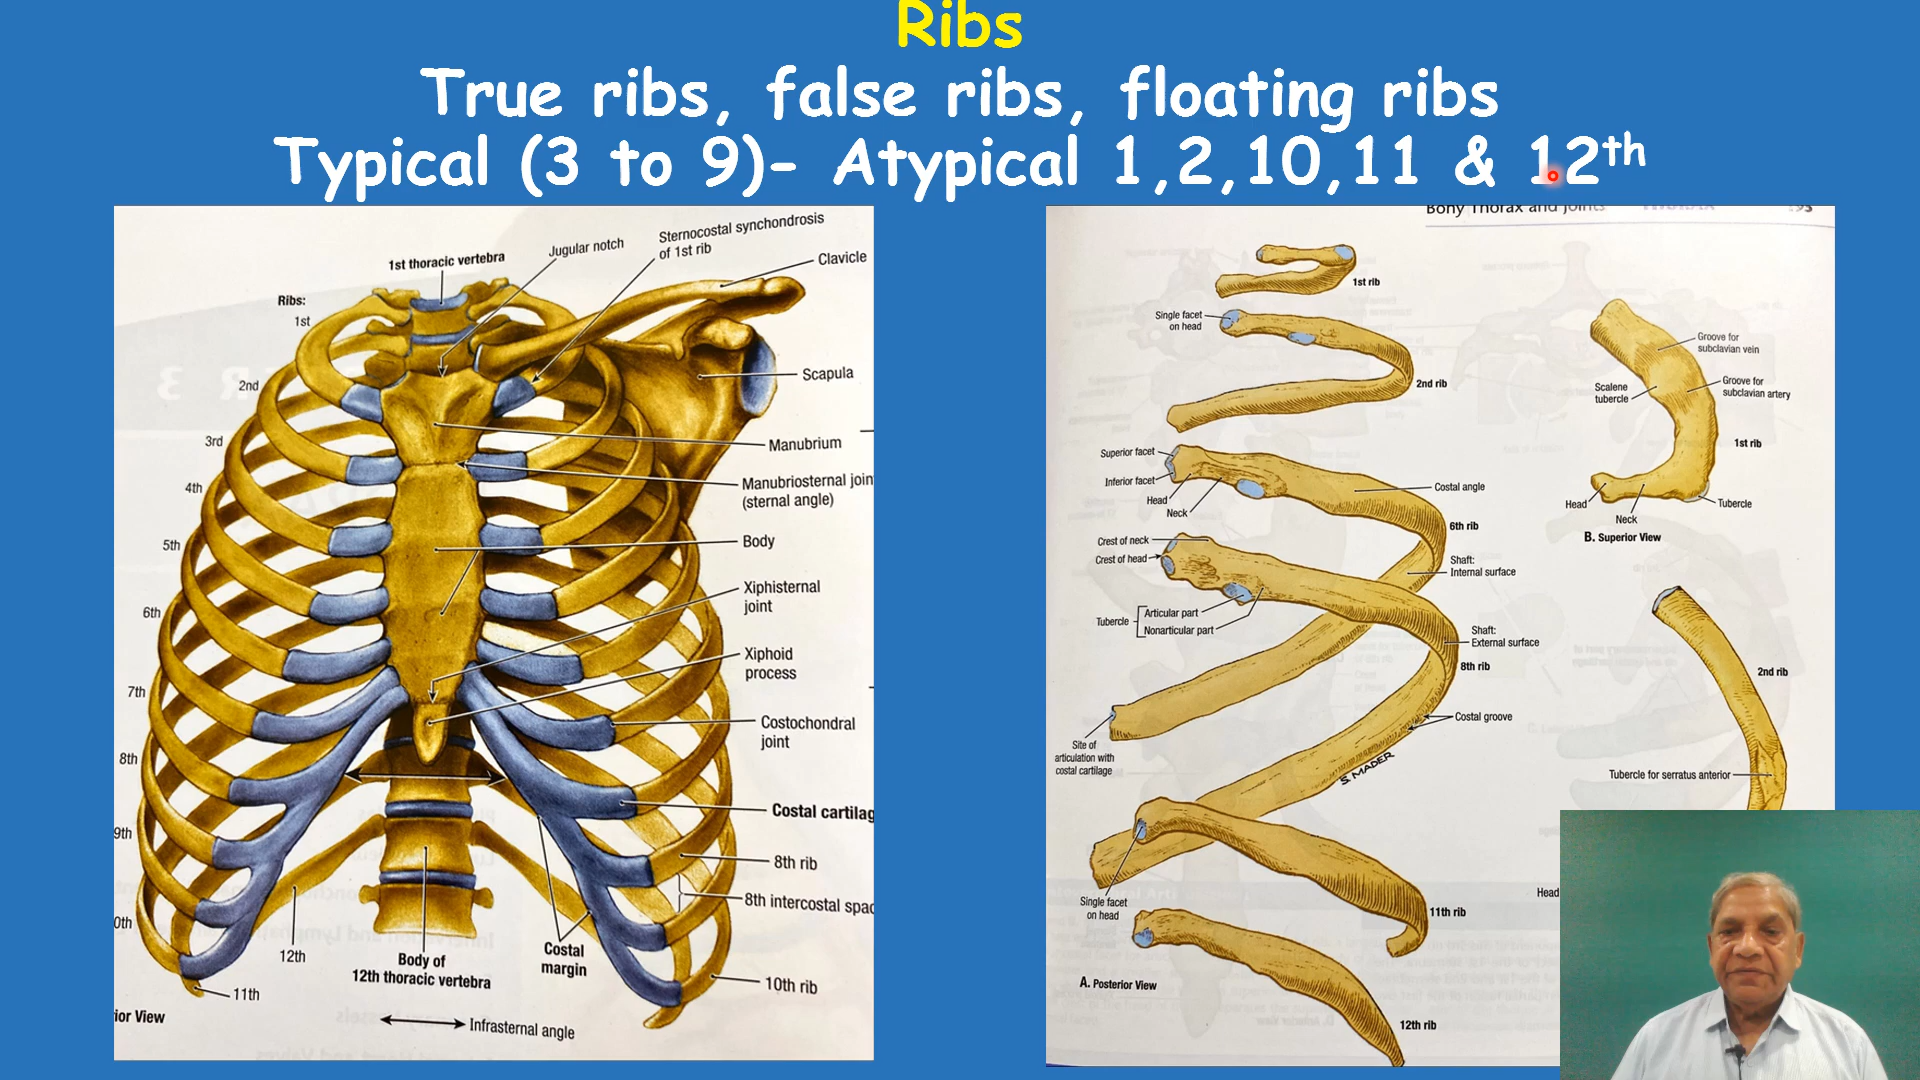 Ribs
True ribs, false ribs, floating ribs
Typical (3 to 9)- Atypical 1,2,10,11 & 12th
1st thoracic vertebra
Jugular notch
Sternocostal synchondrosis
of 1st rib
Clavicle
Ribs:
1st
2nd
3rd
4th
5th
6th
7th
8th
9th
0th
11th
12th
Scapula
Manubrium
Manubriosternal join
(sternal angle)
Body
Xiphisternal
joint
Xiphoid
process
Costochondral
joint
Costal cartilag
8th rib
8th intercostal spac
10th rib
Costal
margin
Body of
12th thoracic vertebra
ior View
Infrasternal angle
Bony Thorax and Joints
1st rib
Single facet
on head
2nd rib
Superior facet
Inferior facet
Head
Neck
Costal angle
6th rib
Crest of neck
Crest of head
Shaft:
Internal surface
Tubercle
Articular part
Nonarticular part
Shaft:
External surface
8th rib
Costal groove
Site of
articulation with
costal cartilage
S. MADER
Single facet
on head
11th rib
A. Posterior View
12th rib
Groove for
subclavian vein
Scalene
tubercle
Groove for
subclavian artery
1st rib
Head
Neck
Tubercle
B. Superior View
2nd rib
Tubercle for serratus anterior
Head